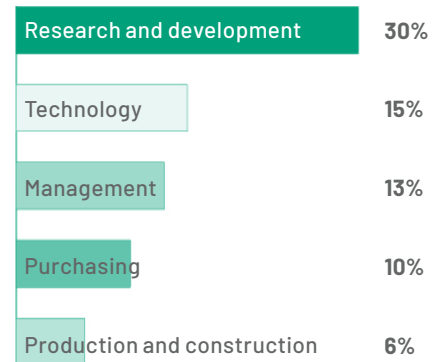 Research and development 30%
Technology 15%
Management 13%
Purchasing 10%
Production and construction 6%